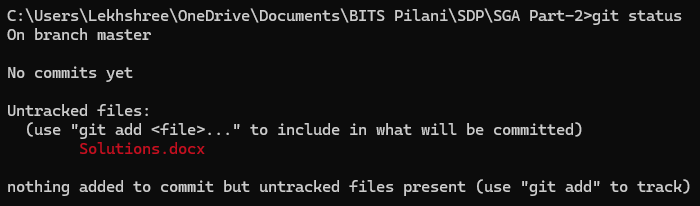 C:\Users\Lekhshree\OneDrive\Documents\BITS Pilani\SDP\SGA Part-2>git status
On branch master
No commits yet
Untracked files:
(use "git add <file>..." to include in what will be committed)
Solutions.docx
nothing added to commit but untracked files present (use "git add" to track)